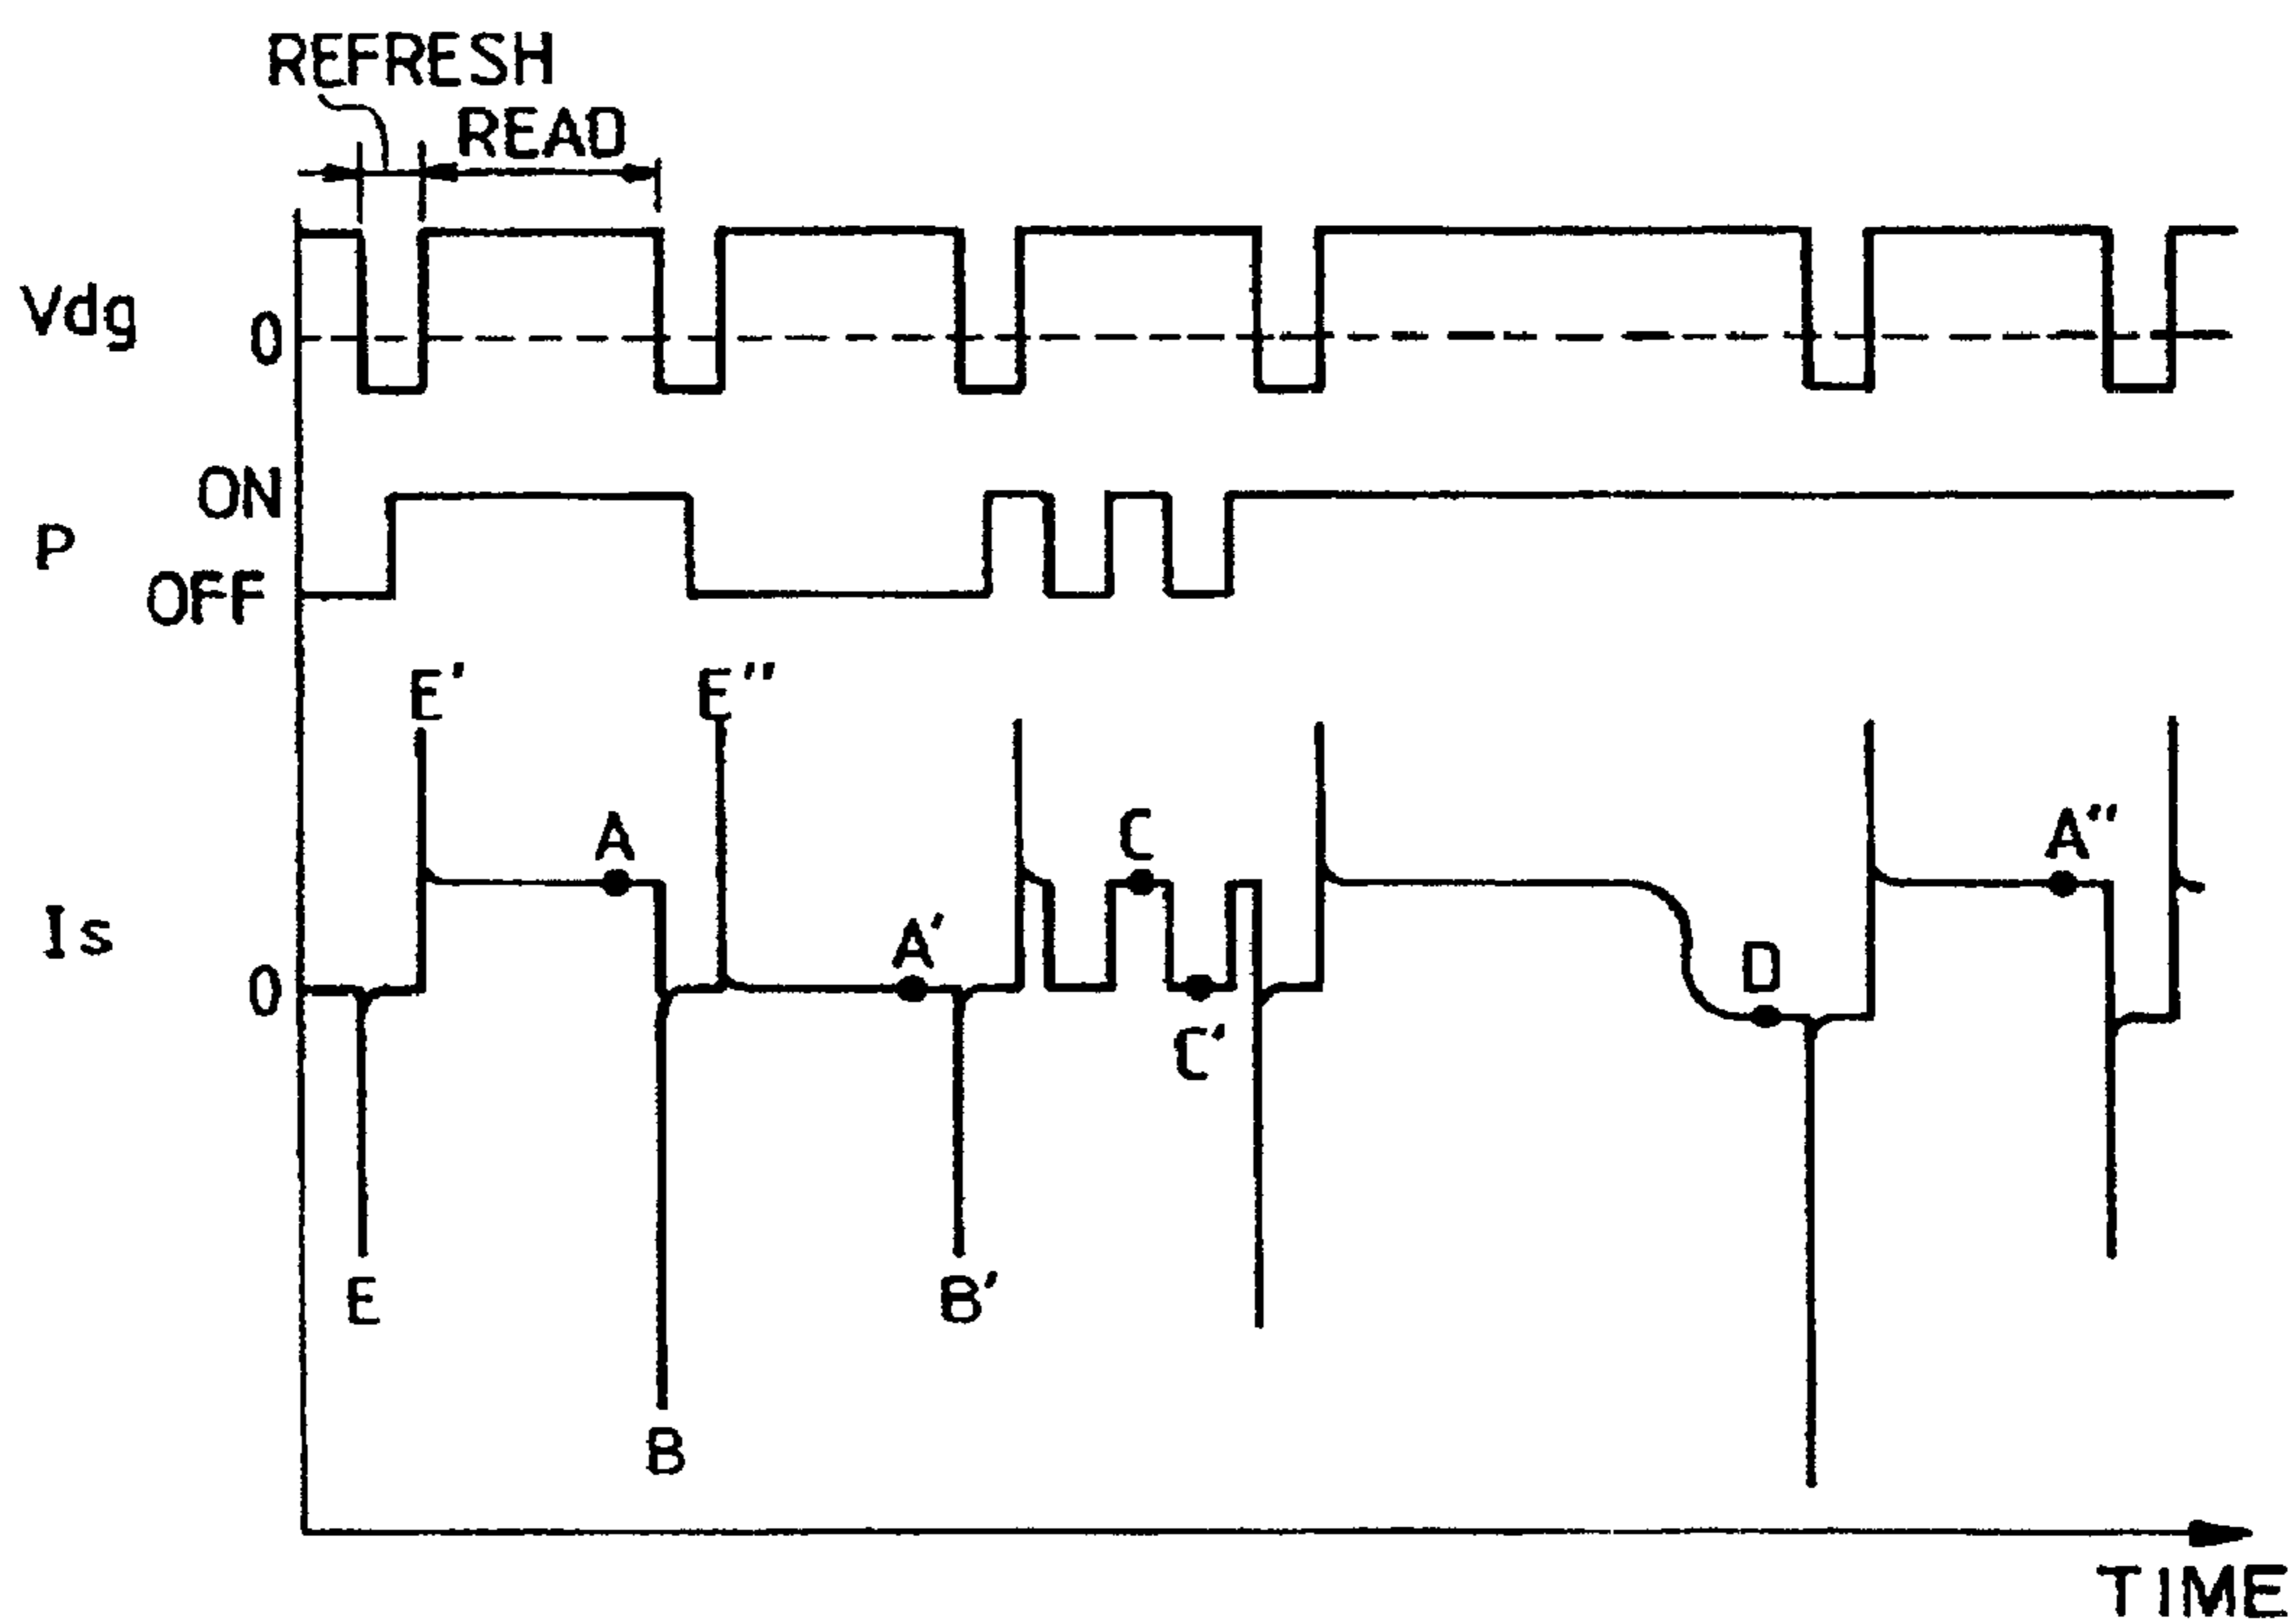 REFRESH
READ
Vdg
0
ON
P
OFF
E'
E"
A
C
A"
Is
A'
D
0
C'
E
B'
B
TIME